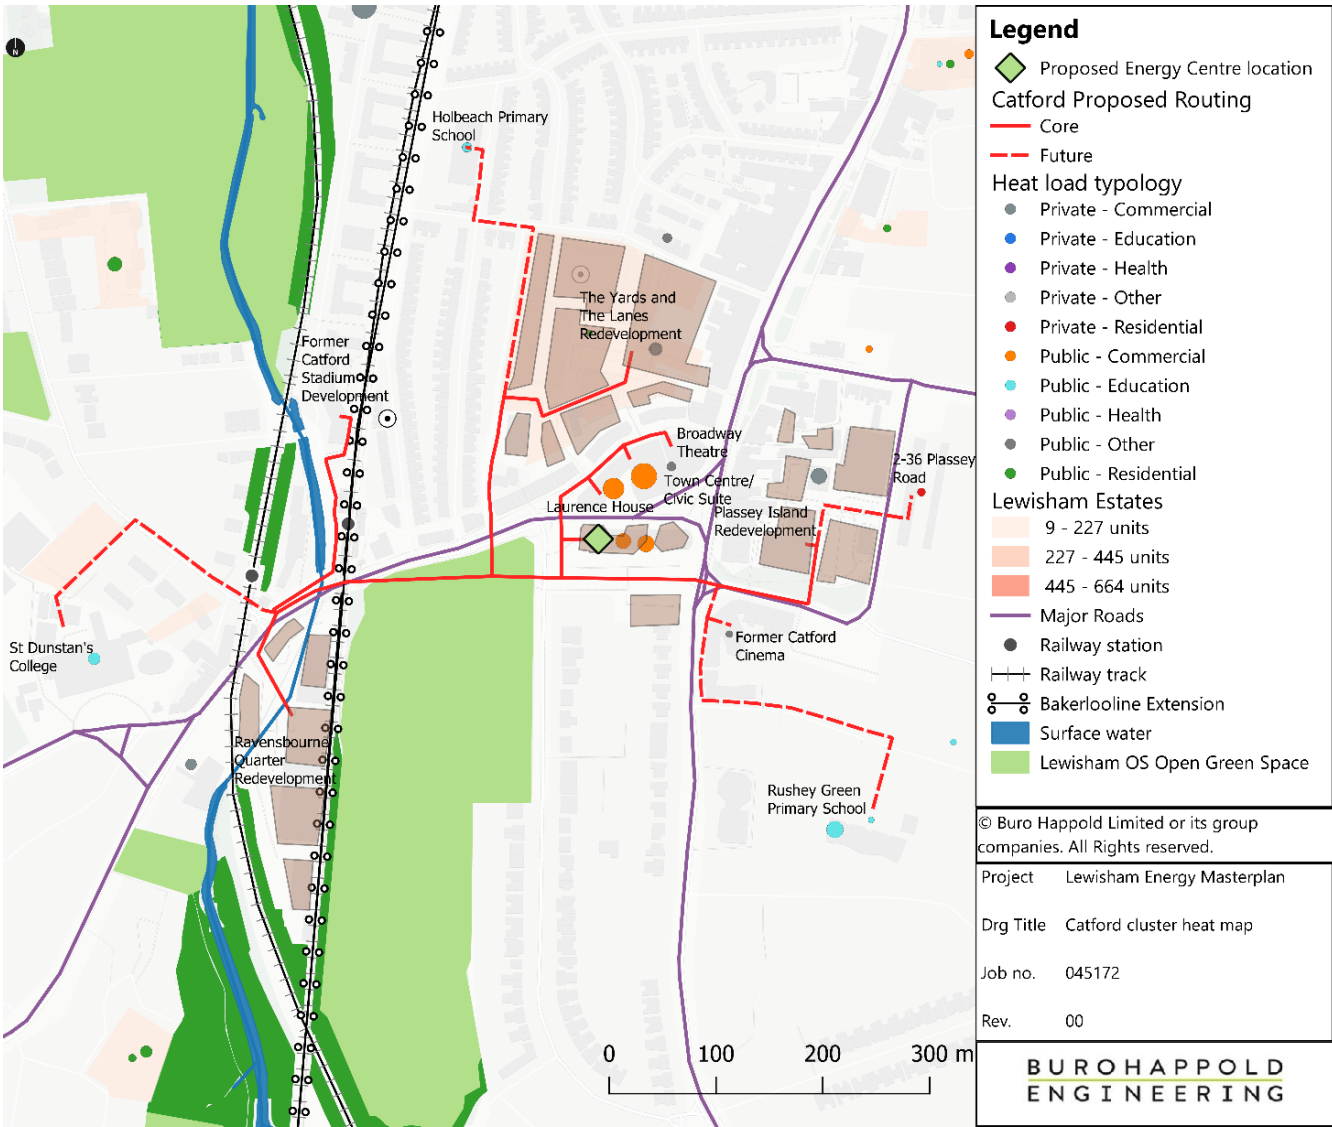 Holbeach Primary
School
The Yards and
The Lanes
Redevelopment
Former
Catford
Stadium
Development
Broadway
Theatre
Town Centre/
Civic Suite
Laurence House
Plassey Island
Redevelopment
2-36 Plassey
Road
St Dunstan's
College
Former Catford
Cinema
Ravensbourne
Quarter
Redevelopment
Rushey Green
Primary School
0 100 200 300 m
N
Legend
Proposed Energy Centre location
Catford Proposed Routing
Core
Future
Heat load typology
Private - Commercial
Private - Education
Private - Health
Private - Other
Private - Residential
Public - Commercial
Public - Education
Public - Health
Public - Other
Public - Residential
Lewisham Estates
9 - 227 units
227 - 445 units
445 - 664 units
Major Roads
Railway station
Railway track
Bakerlooline Extension
Surface water
Lewisham OS Open Green Space
© Buro Happold Limited or its group
companies. All Rights reserved.
Project Lewisham Energy Masterplan
Drg Title Catford cluster heat map
Job no. 045172
Rev. 00
BUROHAPPOLD
ENGINEERING